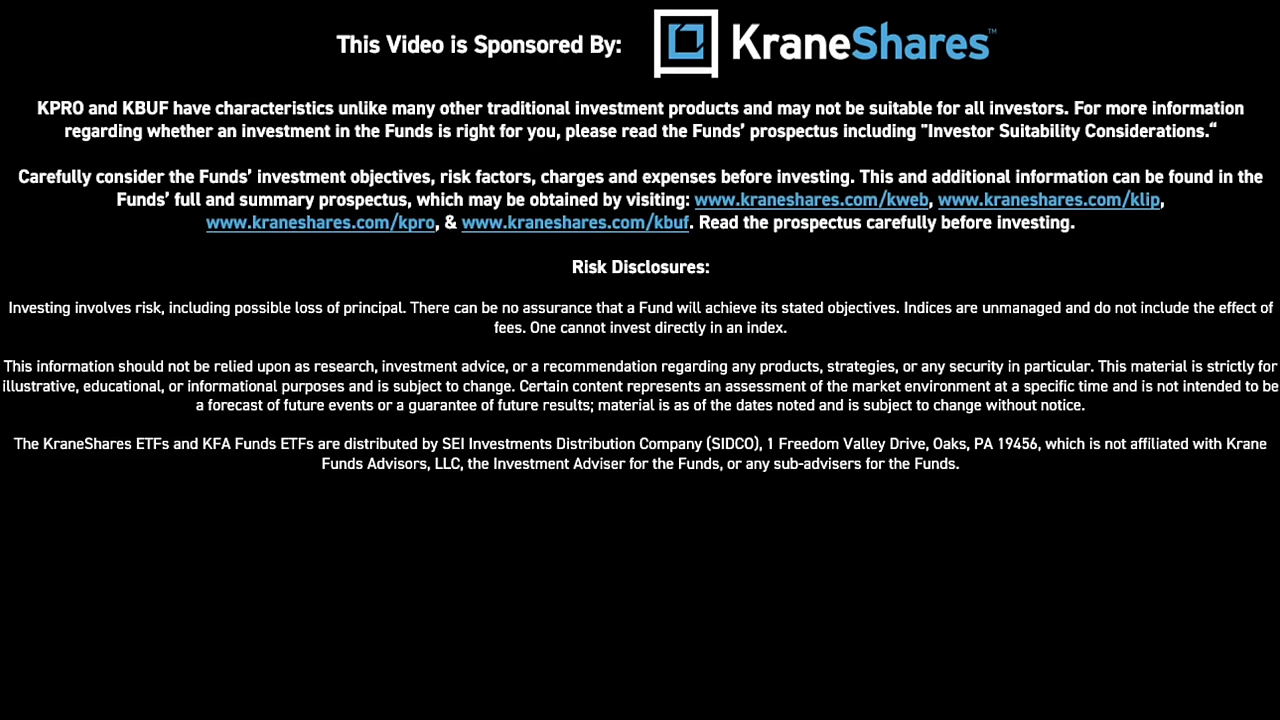 This Video is Sponsored By: KraneShares™
KPRO and KBUF have characteristics unlike many other traditional investment products and may not be suitable for all investors. For more information
regarding whether an investment in the Funds is right for you, please read the Funds’ prospectus including "Investor Suitability Considerations.“
Carefully consider the Funds’ investment objectives, risk factors, charges and expenses before investing. This and additional information can be found in the
Funds’ full and summary prospectus, which may be obtained by visiting: www.kraneshares.com/kweb, www.kraneshares.com/klip,
www.kraneshares.com/kpro, & www.kraneshares.com/kbuf. Read the prospectus carefully before investing.
Risk Disclosures:
Investing involves risk, including possible loss of principal. There can be no assurance that a Fund will achieve its stated objectives. Indices are unmanaged and do not include the effect of
fees. One cannot invest directly in an index.
This information should not be relied upon as research, investment advice, or a recommendation regarding any products, strategies, or any security in particular. This material is strictly for
illustrative, educational, or informational purposes and is subject to change. Certain content represents an assessment of the market environment at a specific time and is not intended to be
a forecast of future events or a guarantee of future results; material is as of the dates noted and is subject to change without notice.
The KraneShares ETFs and KFA Funds ETFs are distributed by SEI Investments Distribution Company (SIDCO), 1 Freedom Valley Drive, Oaks, PA 19456, which is not affiliated with Krane
Funds Advisors, LLC, the Investment Adviser for the Funds, or any sub-advisers for the Funds.